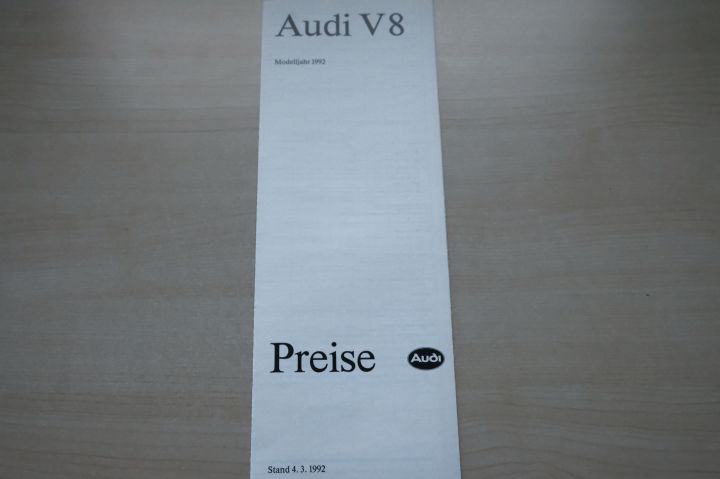 Audi V8
Modelljahr 1992
Preise
Audi
Stand 4. 3. 1992